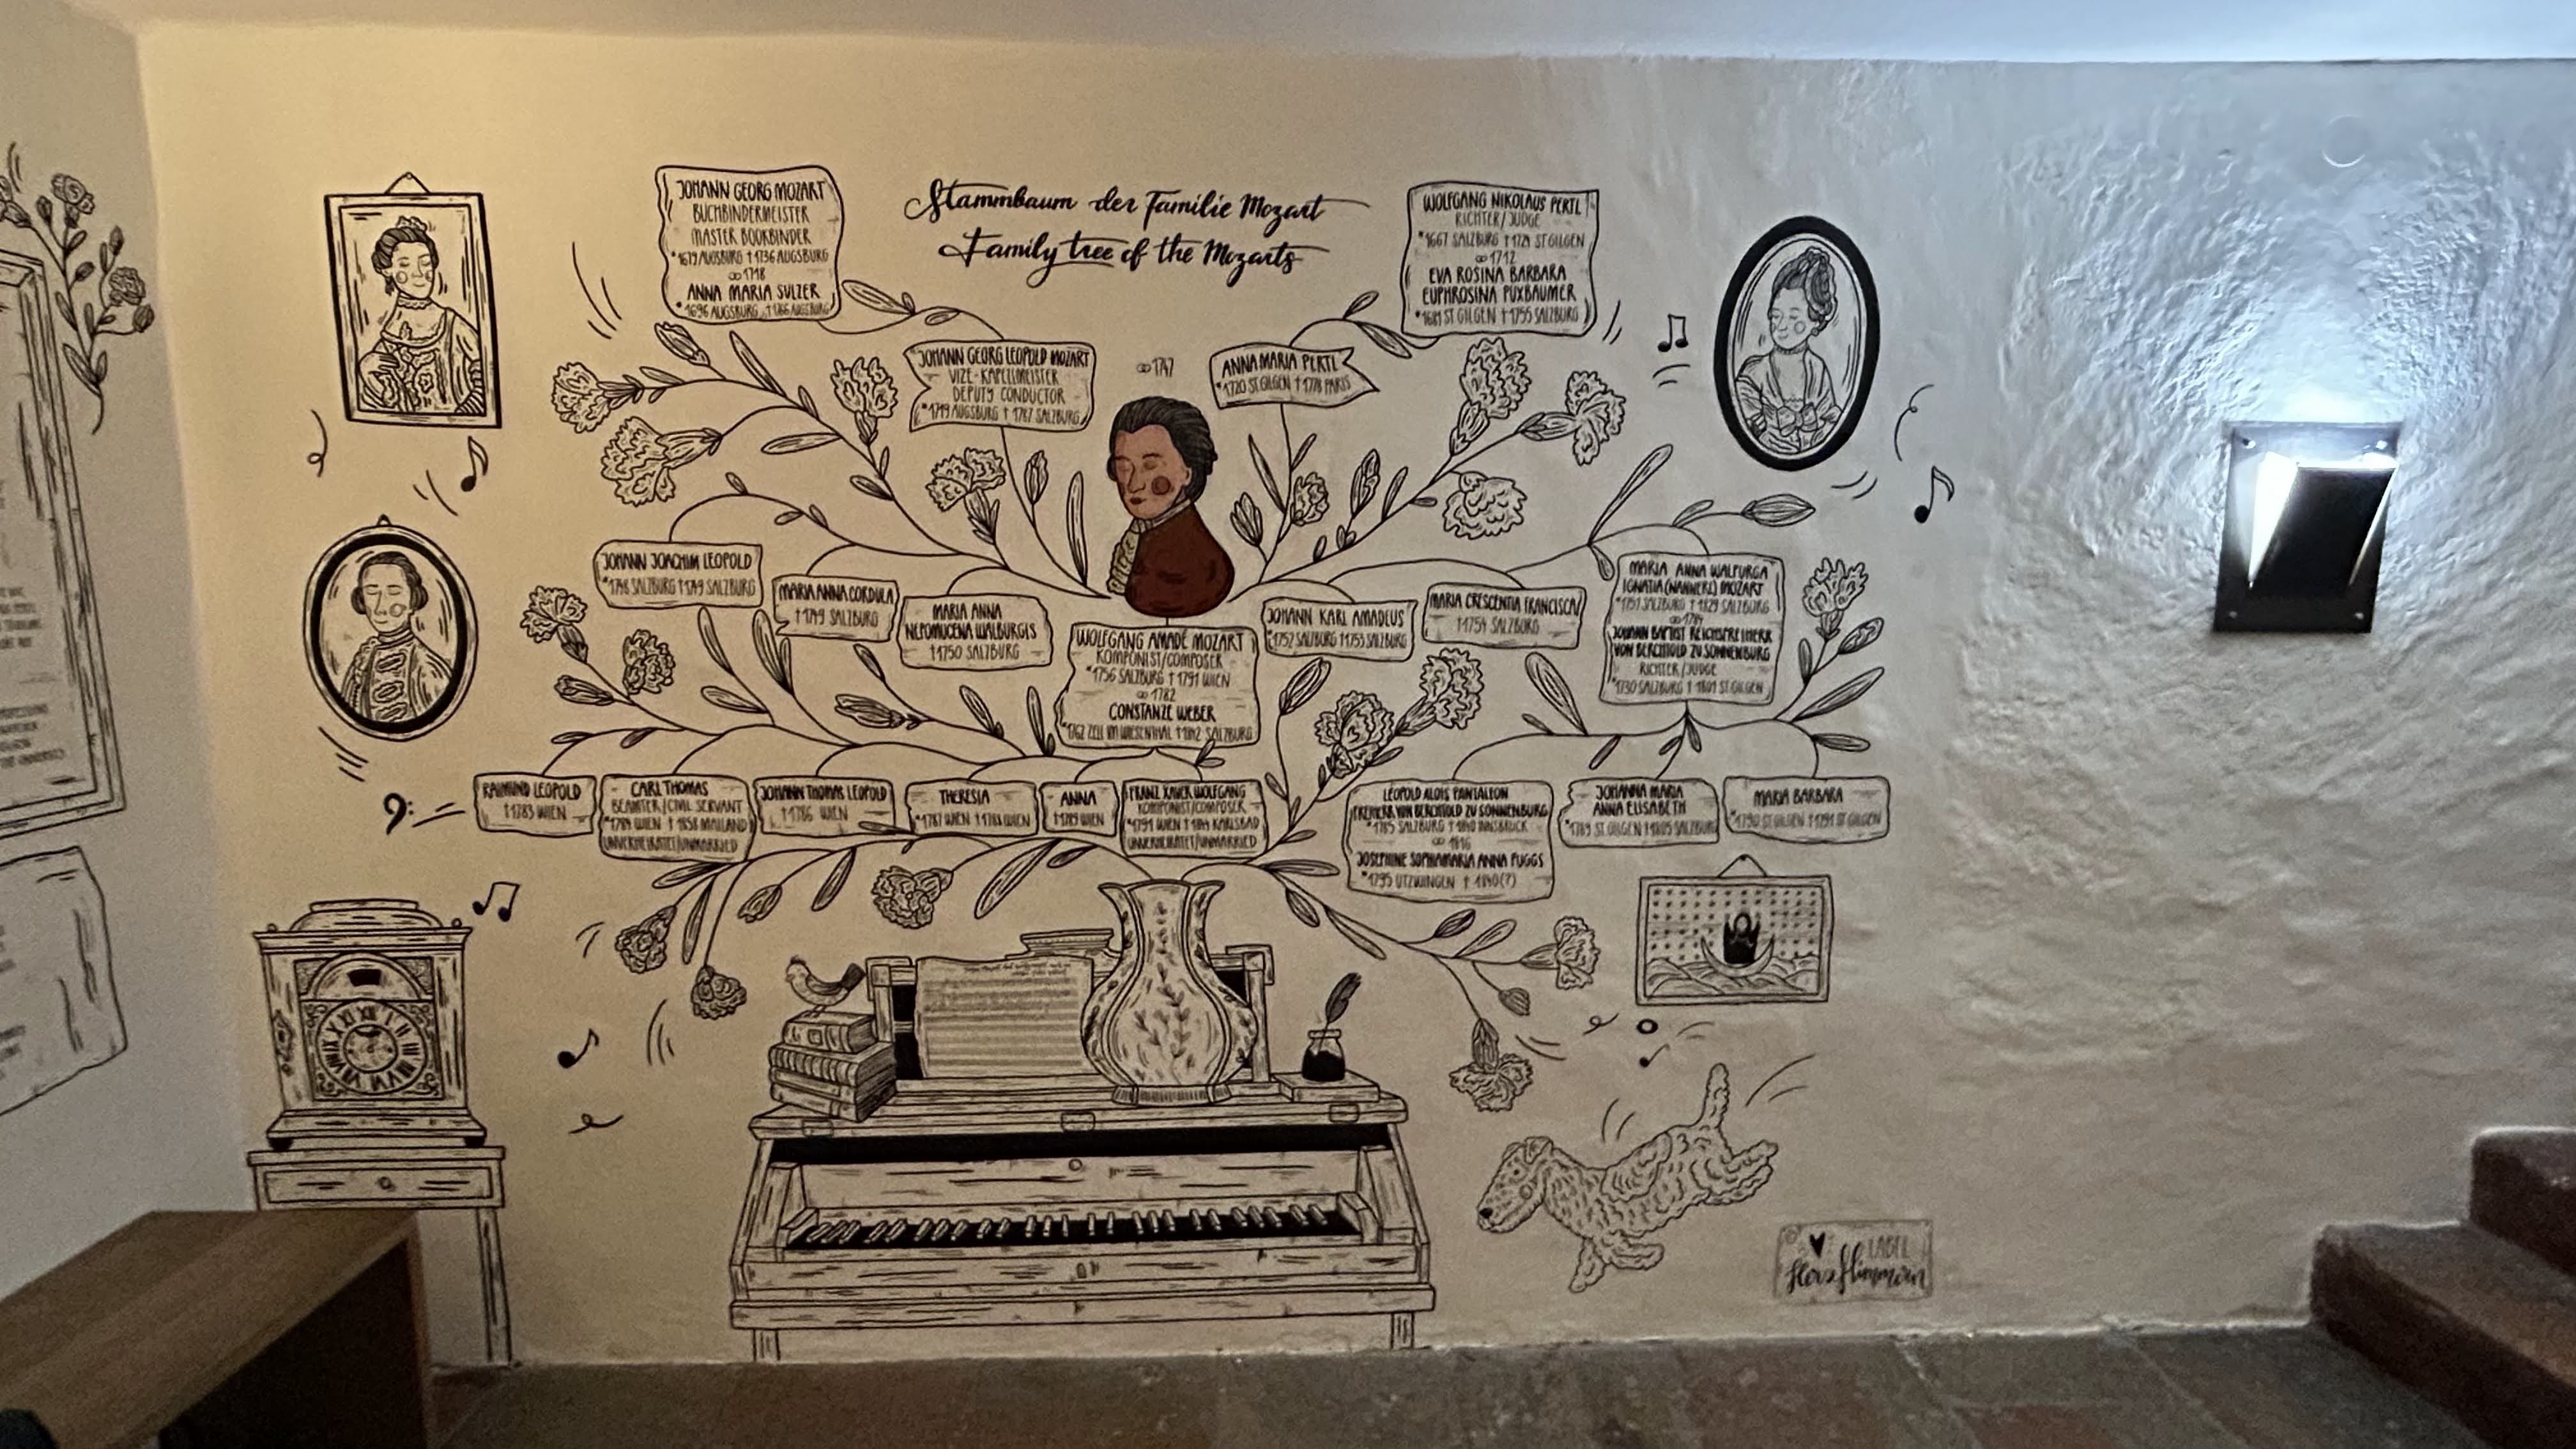 Stammbaum der Familie Mozart
Family tree of the Mozarts
JOHANN GEORG MOZART
BUCHBINDERMEISTER
MASTER BOOKBINDER
*1679 AUGSBURG †1736 AUGSBURG
⚭1718
ANNA MARIA SULZER
*1696 AUGSBURG †1766 AUGSBURG
WOLFGANG NIKOLAUS PERTL
RICHTER/JUDGE
*1667 SALZBURG †1724 ST.GILGEN
⚭1712
EVA ROSINA BARBARA
EUPHROSINA PUXBAUMER
*1681 ST.GILGEN †1755 SALZBURG
JOHANN GEORG LEOPOLD MOZART
VIZE-KAPELLMEISTER
DEPUTY CONDUCTOR
*1719 AUGSBURG †1787 SALZBURG
⚭1747
ANNA MARIA PERTL
*1720 ST.GILGEN †1778 PARIS
JOHANN JOACHIM LEOPOLD
*1748 SALZBURG †1749 SALZBURG
MARIA ANNA CORDULA
†1749 SALZBURG
MARIA ANNA
NEPOMUCENA WALBURGIS
†1750 SALZBURG
WOLFGANG AMADÉ MOZART
KOMPONIST/COMPOSER
*1756 SALZBURG †1791 WIEN
⚭1782
CONSTANZE WEBER
*1762 ZELL IM WIESENTHAL †1842 SALZBURG
JOHANN KARL AMADEUS
*1752 SALZBURG †1753 SALZBURG
MARIA CRESCENTIA FRANCISCA
†1754 SALZBURG
MARIA ANNA WALPURGA
IGNATIA (NANNERL) MOZART
*1751 SALZBURG †1829 SALZBURG
⚭1784
JOHANN BAPTIST REICHSFREIHERR
VON BERCHTOLD ZU SONNENBURG
RICHTER/JUDGE
*1730 SALZBURG †1801 ST.GILGEN
RAIMUND LEOPOLD
†1783 WIEN
CARL THOMAS
BEAMTER/CIVIL SERVANT
*1784 WIEN †1858 MAILAND
UNVERHEIRATET/UNMARRIED
JOHANN THOMAS LEOPOLD
†1786 WIEN
THERESIA
*1787 WIEN †1788 WIEN
ANNA
†1789 WIEN
FRANZ XAVER WOLFGANG
KOMPONIST/COMPOSER
*1791 WIEN †1844 KARLSBAD
UNVERHEIRATET/UNMARRIED
LEOPOLD ALOIS PANTALEON
FREIHERR VON BERCHTOLD ZU SONNENBURG
*1785 SALZBURG †1840 INNSBRUCK
⚭1816
JOSEPHINE SOPHIA MARIA ANNA FUGGS
*1795 UTZWINGEN †1840(?)
JOHANNA MARIA
ANNA ELISABETH
*1789 ST.GILGEN †1805 SALZBURG
MARIA BARBARA
*1790 ST.GILGEN †1791 ST.GILGEN
LABEL
Herzflimmern